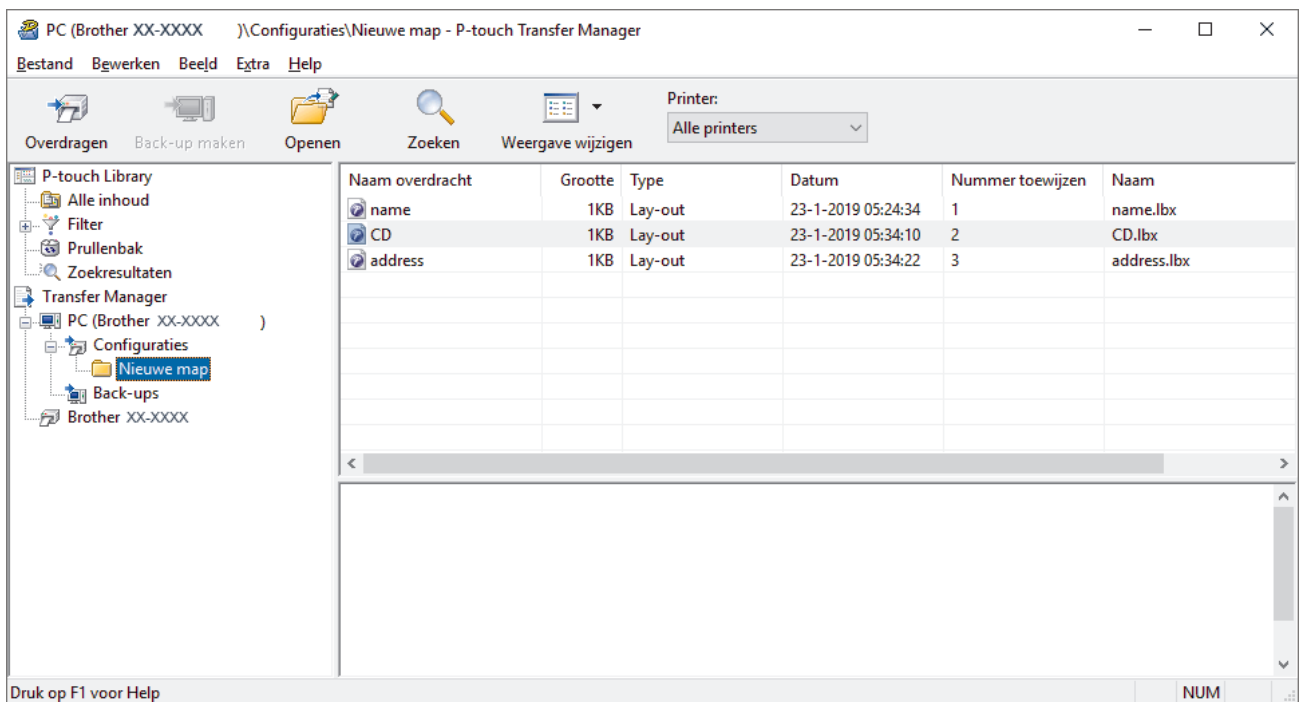 PC (Brother XX-XXXX )\Configuraties\Nieuwe map - P-touch Transfer Manager
Bestand Bewerken Beeld Extra Help
Overdragen Back-up maken Openen Zoeken Weergave wijzigen
Printer:
Alle printers
P-touch Library
Alle inhoud
Filter
Prullenbak
Zoekresultaten
Transfer Manager
PC (Brother XX-XXXX )
Configuraties
Nieuwe map
Back-ups
Brother XX-XXXX
Naam overdracht Grootte Type Datum Nummer toewijzen Naam
name 1KB Lay-out 23-1-2019 05:24:34 1 name.lbx
CD 1KB Lay-out 23-1-2019 05:34:10 2 CD.lbx
address 1KB Lay-out 23-1-2019 05:34:22 3 address.lbx
Druk op F1 voor Help NUM